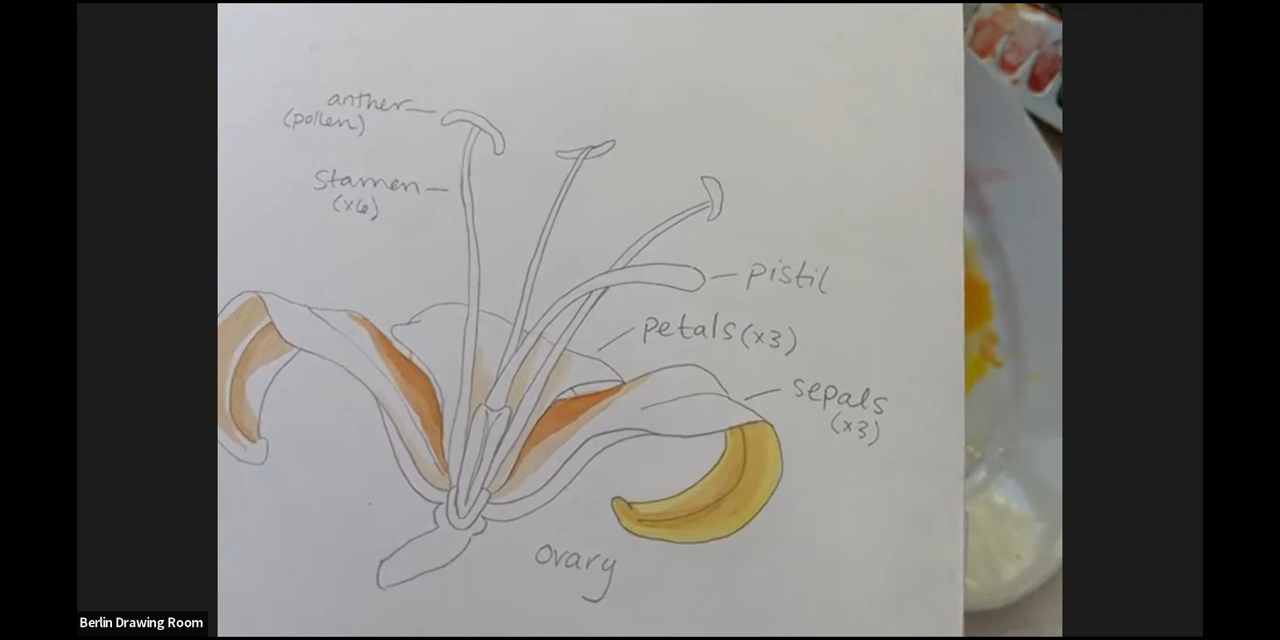 anther
(pollen)
Stamen
(x6)
pistil
petals (x3)
sepals
(x3)
ovary
Berlin Drawing Room